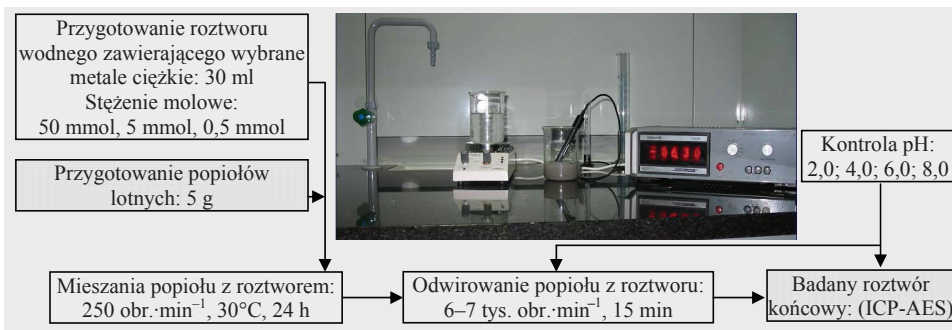 Przygotowanie roztworu
wodnego zawierającego wybrane
metale ciężkie: 30 ml
Stężenie molowe:
50 mmol, 5 mmol, 0,5 mmol
Przygotowanie popiołów
lotnych: 5 g
Kontrola pH:
2,0; 4,0; 6,0; 8,0
Mieszania popiołu z roztworem:
250 obr.·min⁻¹, 30°C, 24 h
Odwirowanie popiołu z roztworu:
6–7 tys. obr.·min⁻¹, 15 min
Badany roztwór
końcowy: (ICP-AES)